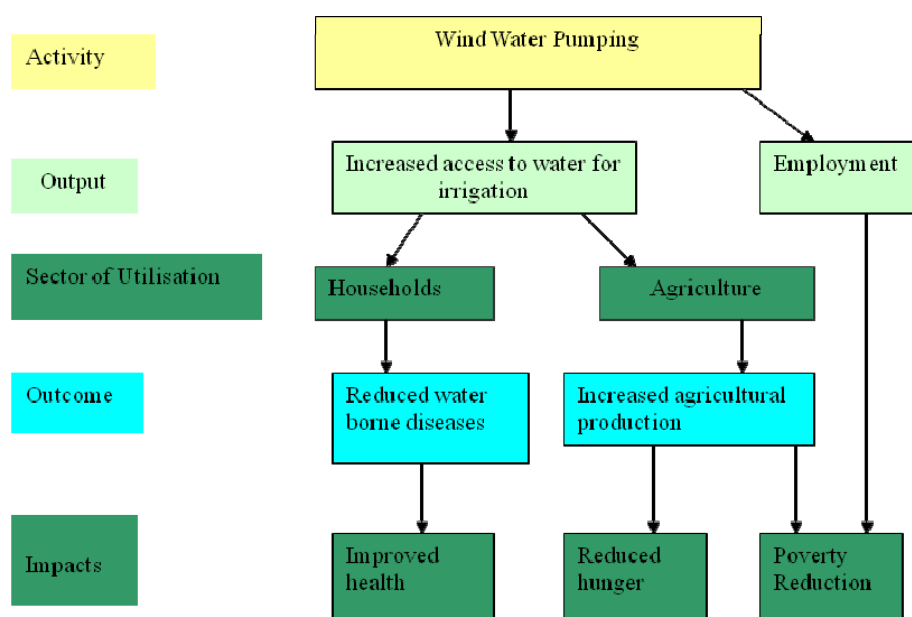 Wind Water Pumping
Activity
Increased access to water for
irrigation
Employment
Output
Sector of Utilisation
Households
Agriculture
Outcome
Reduced water
borne diseases
Increased agricultural
production
Impacts
Improved
health
Reduced
hunger
Poverty
Reduction